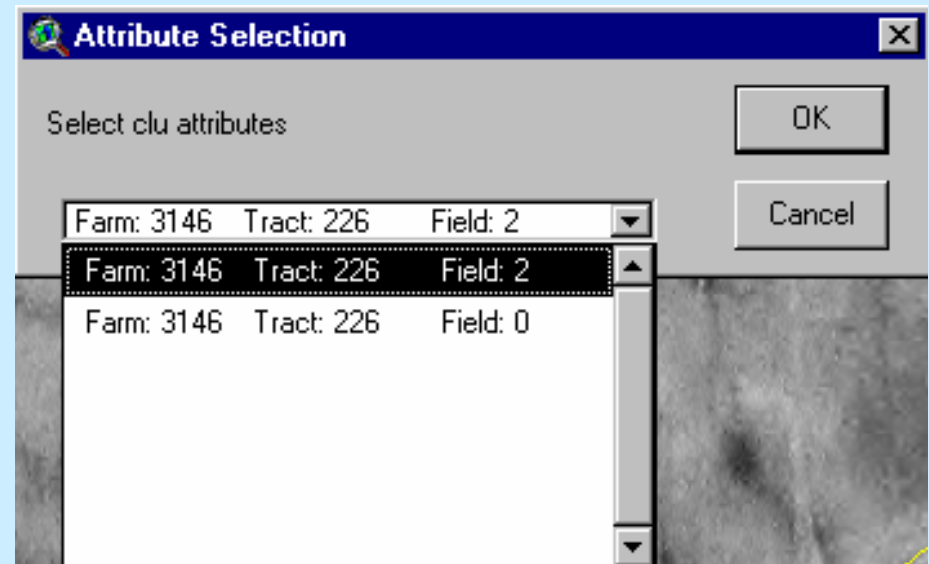 Attribute Selection
Select clu attributes
OK
Farm: 3146 Tract: 226 Field: 2
Cancel
Farm: 3146 Tract: 226 Field: 2
Farm: 3146 Tract: 226 Field: 0